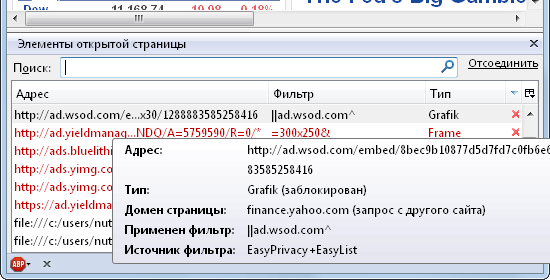 Dow 11,168.74 19.98 0.18%
The Fed's Big Gamble
Элементы открытой страницы
Поиск: Отсоединить
Адрес Фильтр Тип
http://ad.wsod.com/e...x30/1288883585258416 ||ad.wsod.com^ Grafik
http://ad.yieldmanag...NDO/A=5759590/R=0/* =300x250& Frame
http://ads.bluelithi
http://ads.yimg.co
http://ads.yimg.co
https://ad.yieldma
file:///c:/users/nut
file:///c:/users/nut
Адрес: http://ad.wsod.com/embed/8bec9b10877d5d7fd7c0fb6e6
83585258416
Тип: Grafik (заблокирован)
Домен страницы: finance.yahoo.com (запрос с другого сайта)
Применен фильтр: ||ad.wsod.com^
Источник фильтра: EasyPrivacy+EasyList
ABP